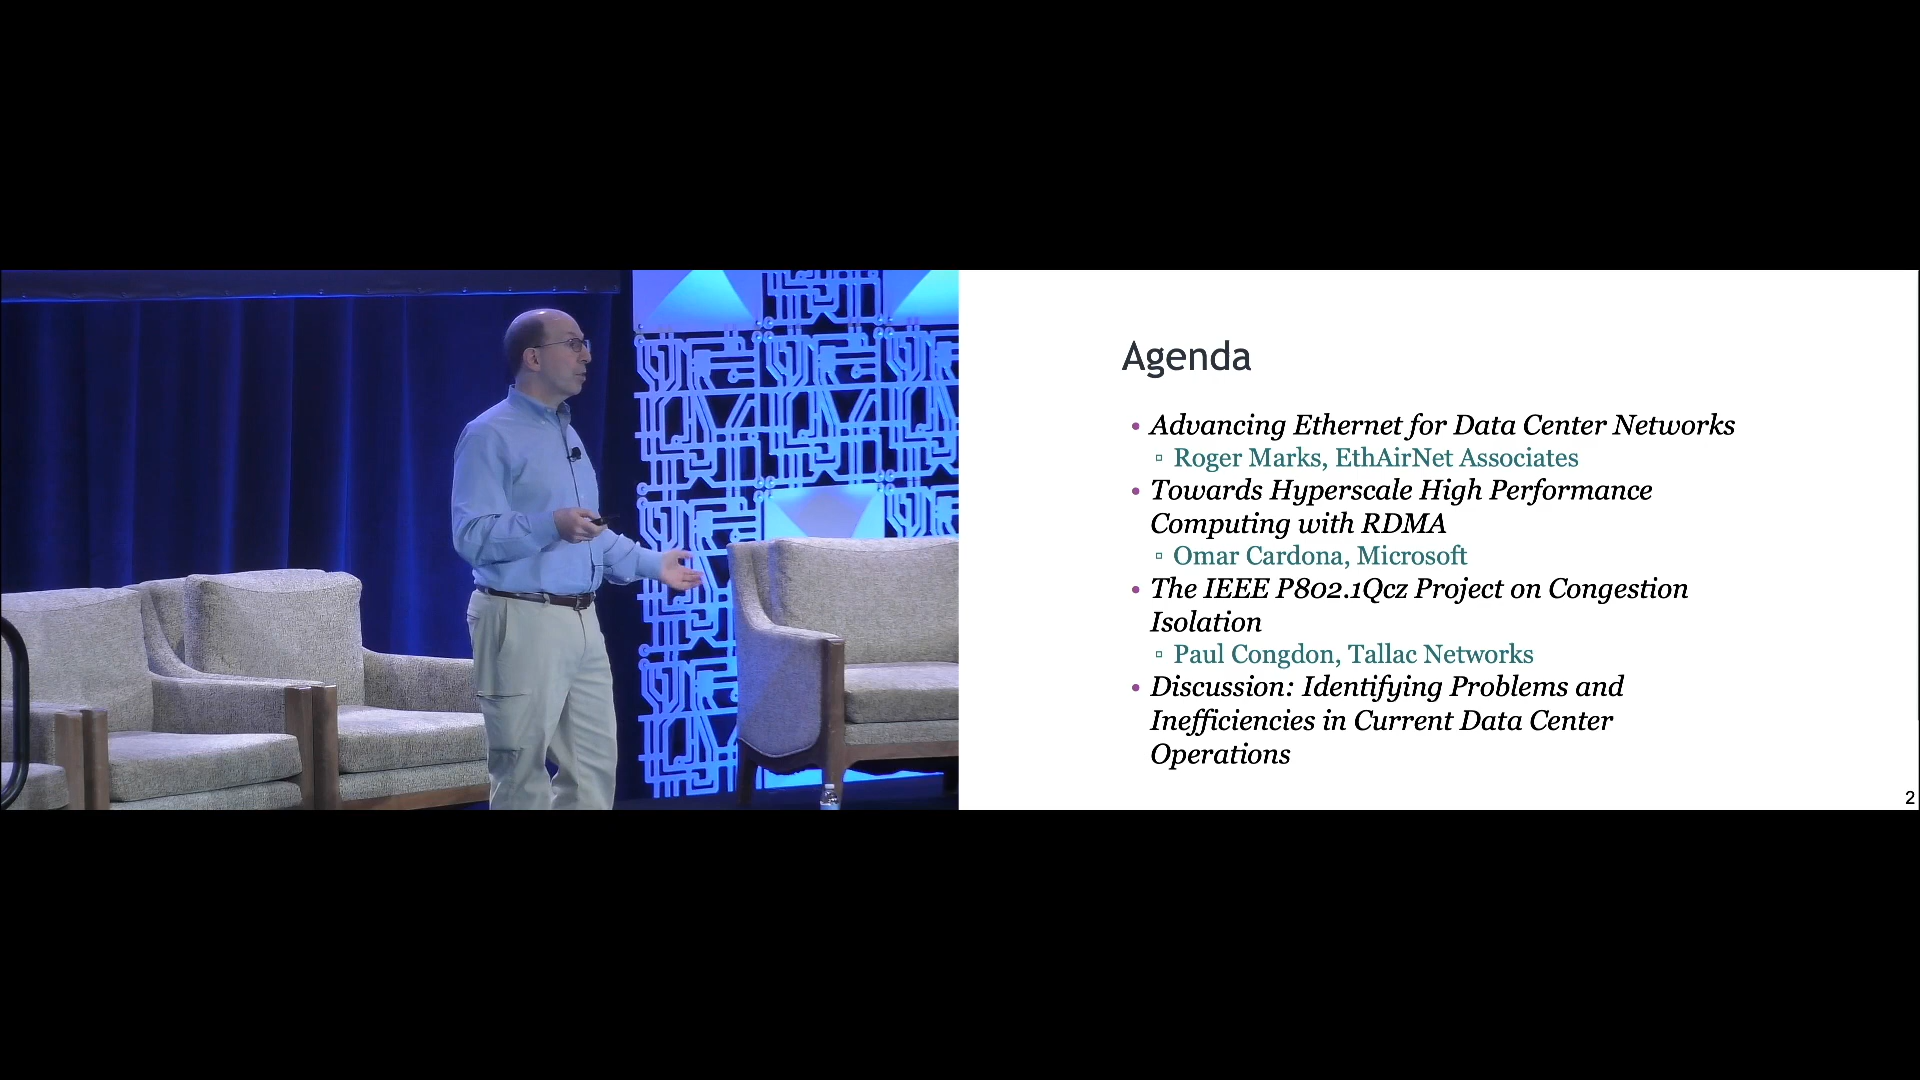 Agenda
• Advancing Ethernet for Data Center Networks
▫ Roger Marks, EthAirNet Associates
• Towards Hyperscale High Performance
Computing with RDMA
▫ Omar Cardona, Microsoft
• The IEEE P802.1Qcz Project on Congestion
Isolation
▫ Paul Congdon, Tallac Networks
• Discussion: Identifying Problems and
Inefficiencies in Current Data Center
Operations
2